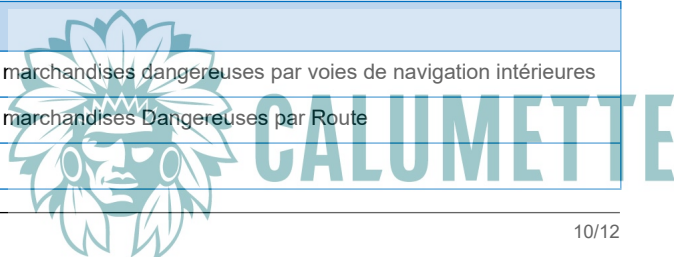 marchandises dangereuses par voies de navigation intérieures
marchandises Dangereuses par Route
CALUMETTE
10/12